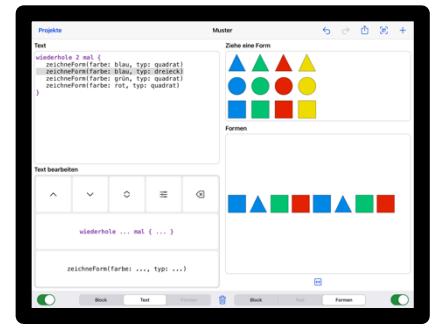 Projekte
Muster
Text
wiederhole 2 mal {
zeichneForm(farbe: blau, typ: quadrat)
zeichneForm(farbe: blau, typ: dreieck)
zeichneForm(farbe: grün, typ: quadrat)
zeichneForm(farbe: rot, typ: quadrat)
}
Ziehe eine Form
Formen
Text bearbeiten
wiederhole ... mal { ... }
zeichneForm(farbe: ..., typ: ...)
Block
Text
Formen
Block
Text
Formen